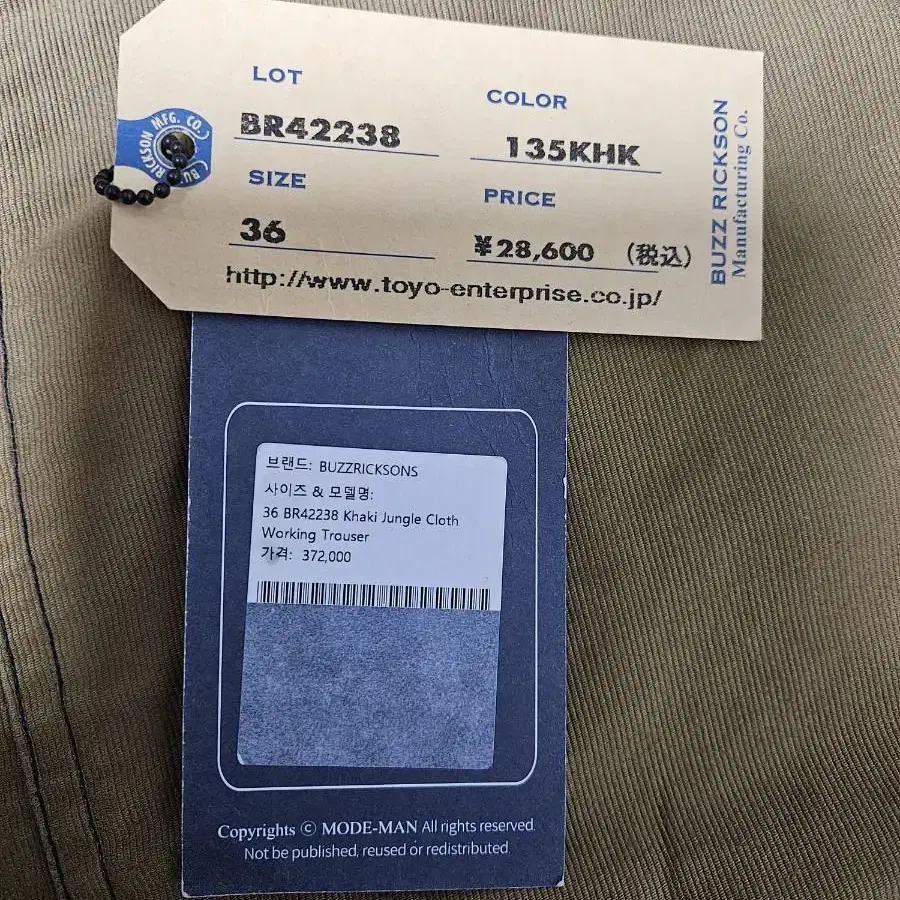 LOT
BR42238
COLOR
135KHK
SIZE
36
PRICE
¥28,600 (税込)
http://www.toyo-enterprise.co.jp/
BUZZ RICKSON
Manufacturing Co.
RICKSON MFG. CO.
브랜드: BUZZRICKSONS
사이즈 & 모델명:
36 BR42238 Khaki Jungle Cloth
Working Trouser
가격: 372,000
Copyrights ⓒ MODE-MAN All rights reserved.
Not be published, reused or redistributed.